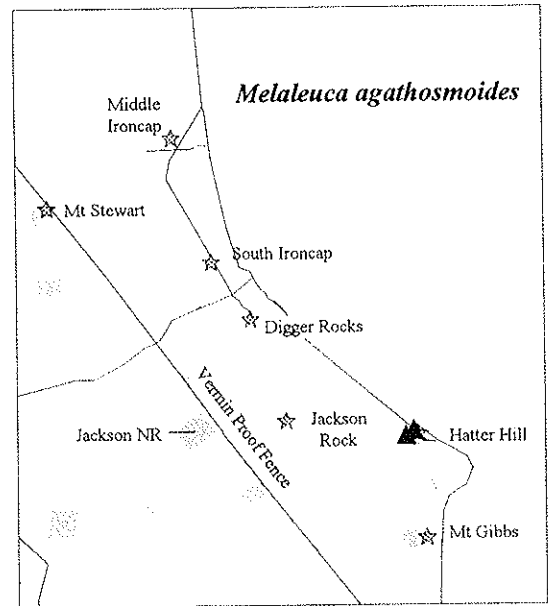 Melaleuca agathosmoides
Middle
Ironcap
Mt Stewart
South Ironcap
Digger Rocks
Vermin Proof Fence
Jackson NR
Jackson
Rock
Hatter Hill
Mt Gibbs